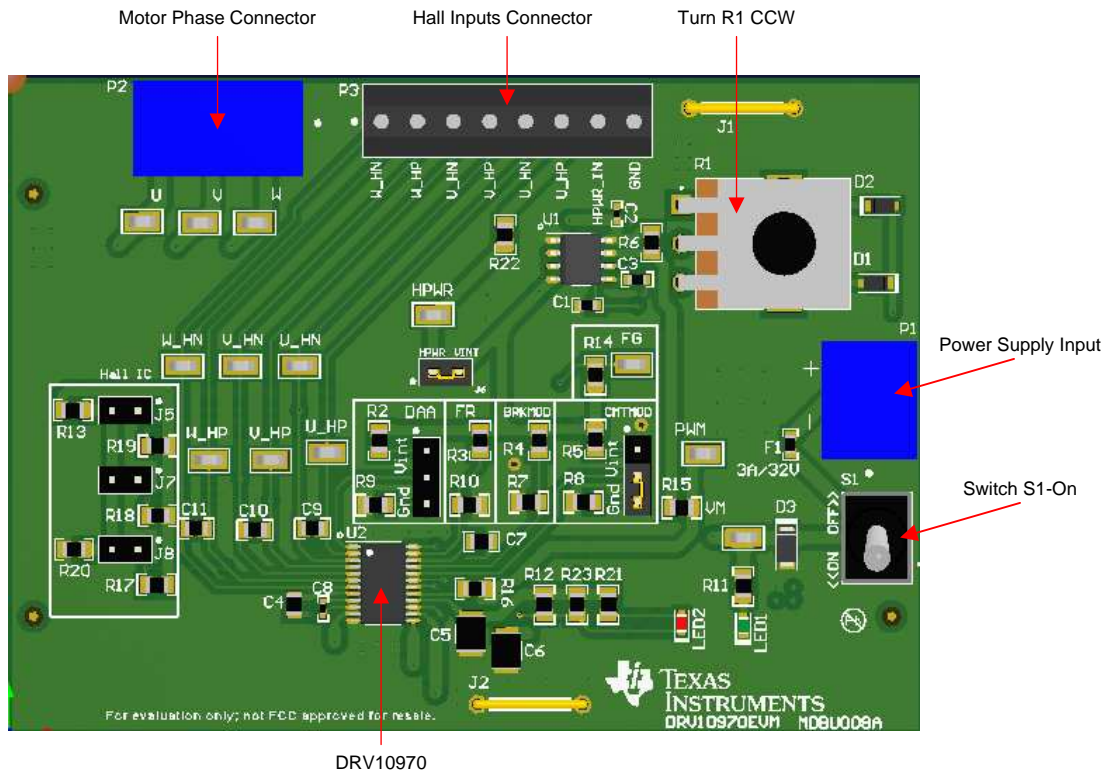 Motor Phase Connector
Hall Inputs Connector
Turn R1 CCW
P2
P3
J1
W_HN
W_HP
V_HN
V_HP
U_HN
U_HP
HPWR_IN
GND
R1
D2
U
V
W
U1
C2
R6
R22
C3
D1
HPWR
C1
P1
Power Supply Input
+
-
W_HN
V_HN
U_HN
HPWR VINT
J6
R14
FG
Hall IC
R13
J5
R19
W_HP
V_HP
U_HP
R2
DAA
FR
BRKMOD
CMTMOD
R3
R4
R5
Vint
Vint
PWM
F1
3A/32V
J7
R9
Gnd
R10
R7
R8
Gnd
R15
VM
S1
Switch S1-On
R18
C11
C10
C9
U2
D3
<<ON OFF>>
J8
R20
R17
C7
C4
C8
R16
R12
R23
R21
R11
C5
C6
LED2
LED1
J2
TEXAS
INSTRUMENTS
For evaluation only; not FCC approved for resale.
DRV10970EVM MDBU008A
DRV10970